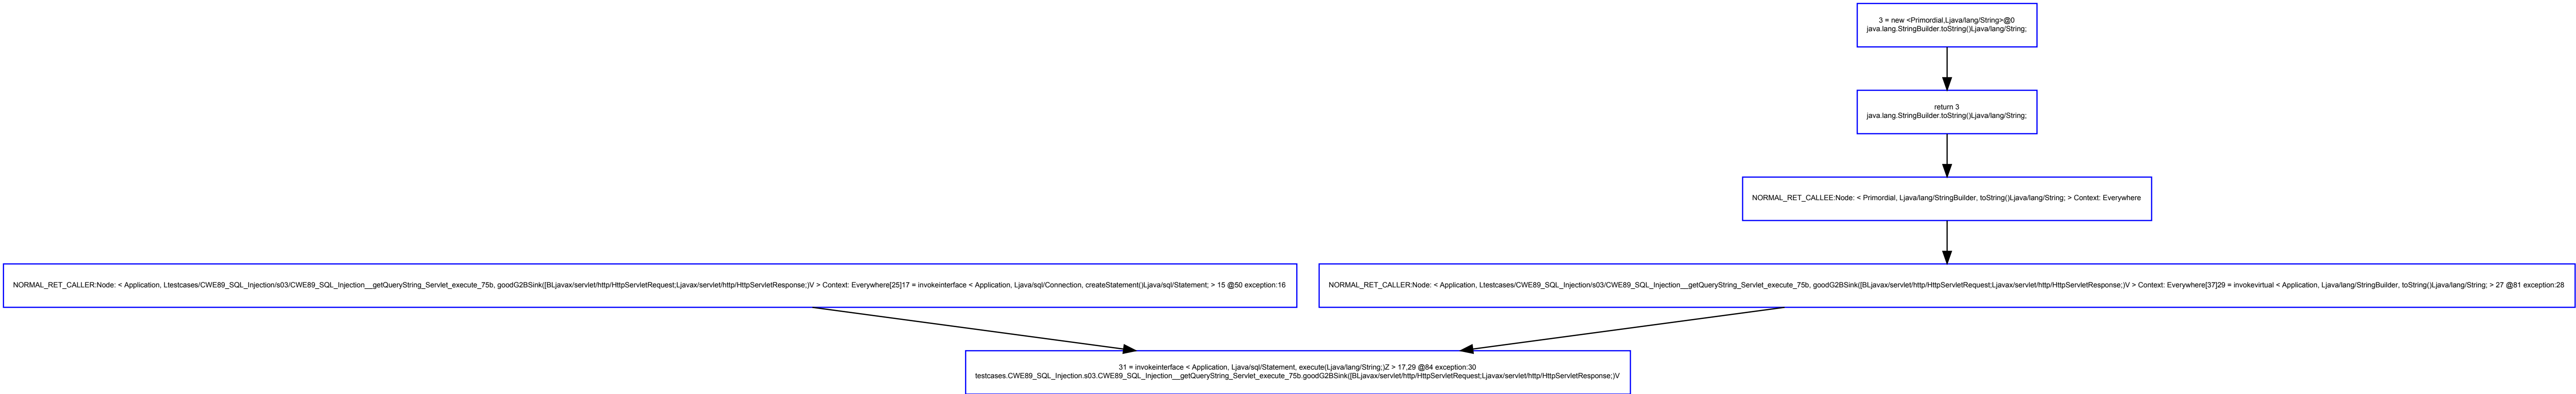 3 = new <Primordial,Ljava/lang/String>@0
java.lang.StringBuilder.toString()Ljava/lang/String;
return 3
java.lang.StringBuilder.toString()Ljava/lang/String;
NORMAL_RET_CALLEE:Node: < Primordial, Ljava/lang/StringBuilder, toString()Ljava/lang/String; > Context: Everywhere
NORMAL_RET_CALLER:Node: < Application, Ltestcases/CWE89_SQL_Injection/s03/CWE89_SQL_Injection__getQueryString_Servlet_execute_75b, goodG2BSink([BLjavax/servlet/http/HttpServletRequest;Ljavax/servlet/http/HttpServletResponse;)V > Context: Everywhere[25]17 = invokeinterface < Application, Ljava/sql/Connection, createStatement()Ljava/sql/Statement; > 15 @50 exception:16
NORMAL_RET_CALLER:Node: < Application, Ltestcases/CWE89_SQL_Injection/s03/CWE89_SQL_Injection__getQueryString_Servlet_execute_75b, goodG2BSink([BLjavax/servlet/http/HttpServletRequest;Ljavax/servlet/http/HttpServletResponse;)V > Context: Everywhere[37]29 = invokevirtual < Application, Ljava/lang/StringBuilder, toString()Ljava/lang/String; > 27 @81 exception:28
31 = invokeinterface < Application, Ljava/sql/Statement, execute(Ljava/lang/String;)Z > 17,29 @84 exception:30
testcases.CWE89_SQL_Injection.s03.CWE89_SQL_Injection__getQueryString_Servlet_execute_75b.goodG2BSink([BLjavax/servlet/http/HttpServletRequest;Ljavax/servlet/http/HttpServletResponse;)V